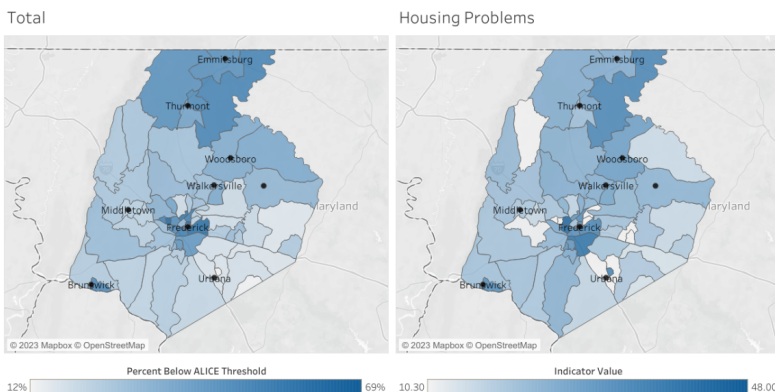 Total
Housing Problems
Emmitsburg
Thurmont
Woodsboro
Walkersville
Middletown
Frederick
Urbana
Brunswick
Maryland
© 2023 Mapbox © OpenStreetMap
Percent Below ALICE Threshold
12%
69%
Emmitsburg
Thurmont
Woodsboro
Walkersville
Middletown
Frederick
Urbana
Brunswick
Maryland
© 2023 Mapbox © OpenStreetMap
Indicator Value
10.30
48.00